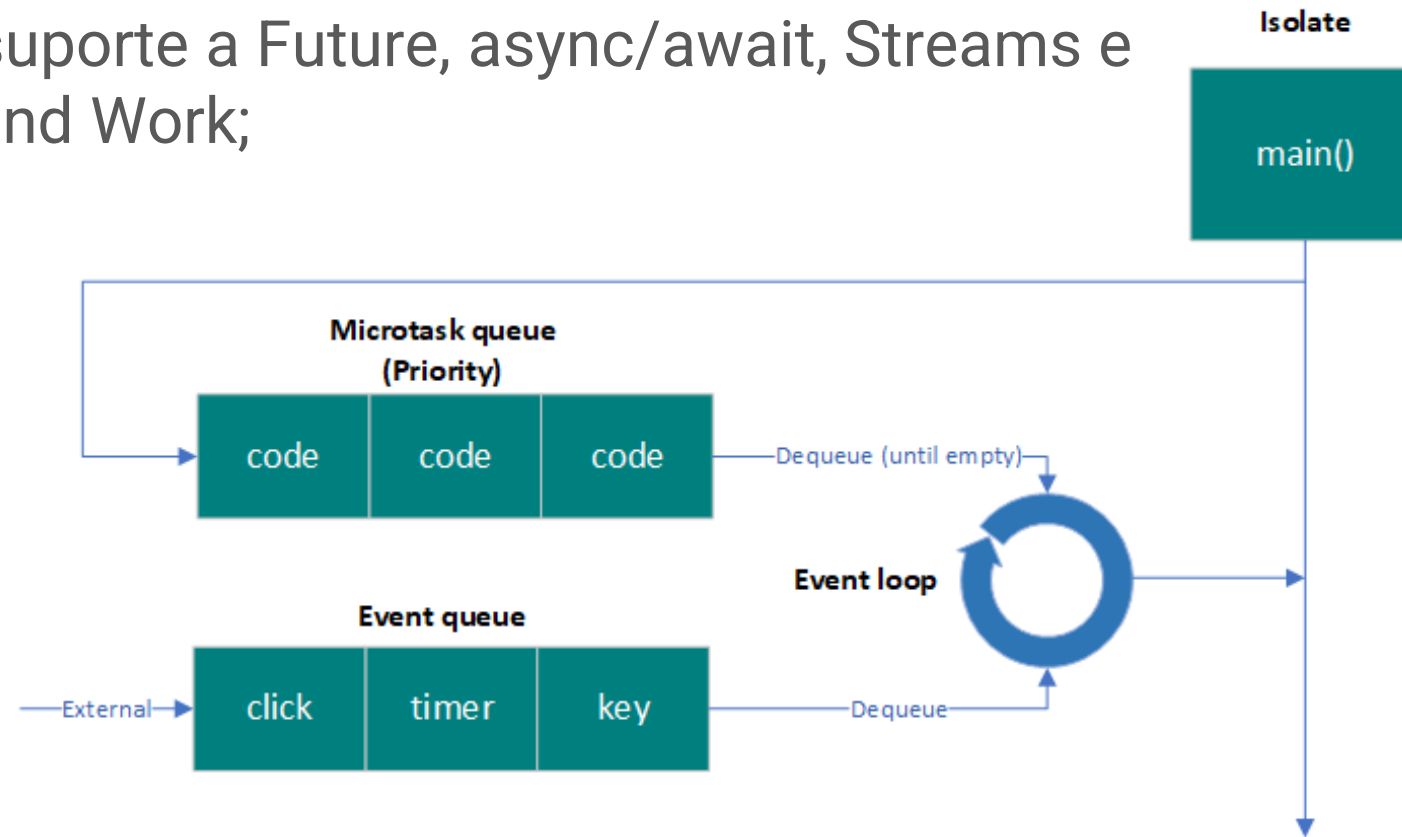 suporte a Future, async/await, Streams e
nd Work;
Isolate
main()
Microtask queue
(Priority)
code code code
Dequeue (until empty)
Event loop
Event queue
External
click timer key
Dequeue